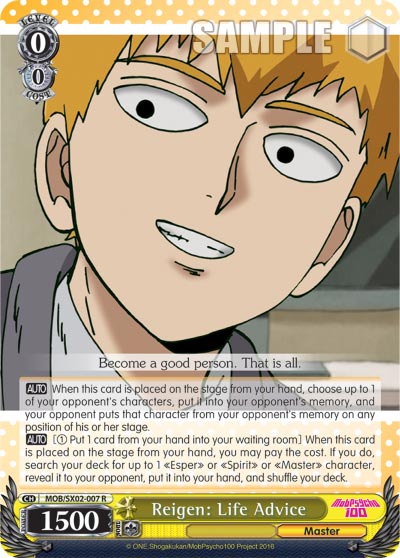 LEVEL
0
0
COST
SAMPLE
Become a good person. That is all.
AUTO When this card is placed on the stage from your hand, choose up to 1
of your opponent's characters, put it into your opponent's memory, and
your opponent puts that character from your opponent's memory on any
position of his or her stage.
AUTO [① Put 1 card from your hand into your waiting room] When this card
is placed on the stage from your hand, you may pay the cost. If you do,
search your deck for up to 1 «Esper» or «Spirit» or «Master» character,
reveal it to your opponent, put it into your hand, and shuffle your deck.
CH MOB/SX02-007 R
POWER
1500
SOUL
Reigen: Life Advice
MobPsycho
100
Master
© ONE,Shogakukan/MobPsycho100 Project 2016